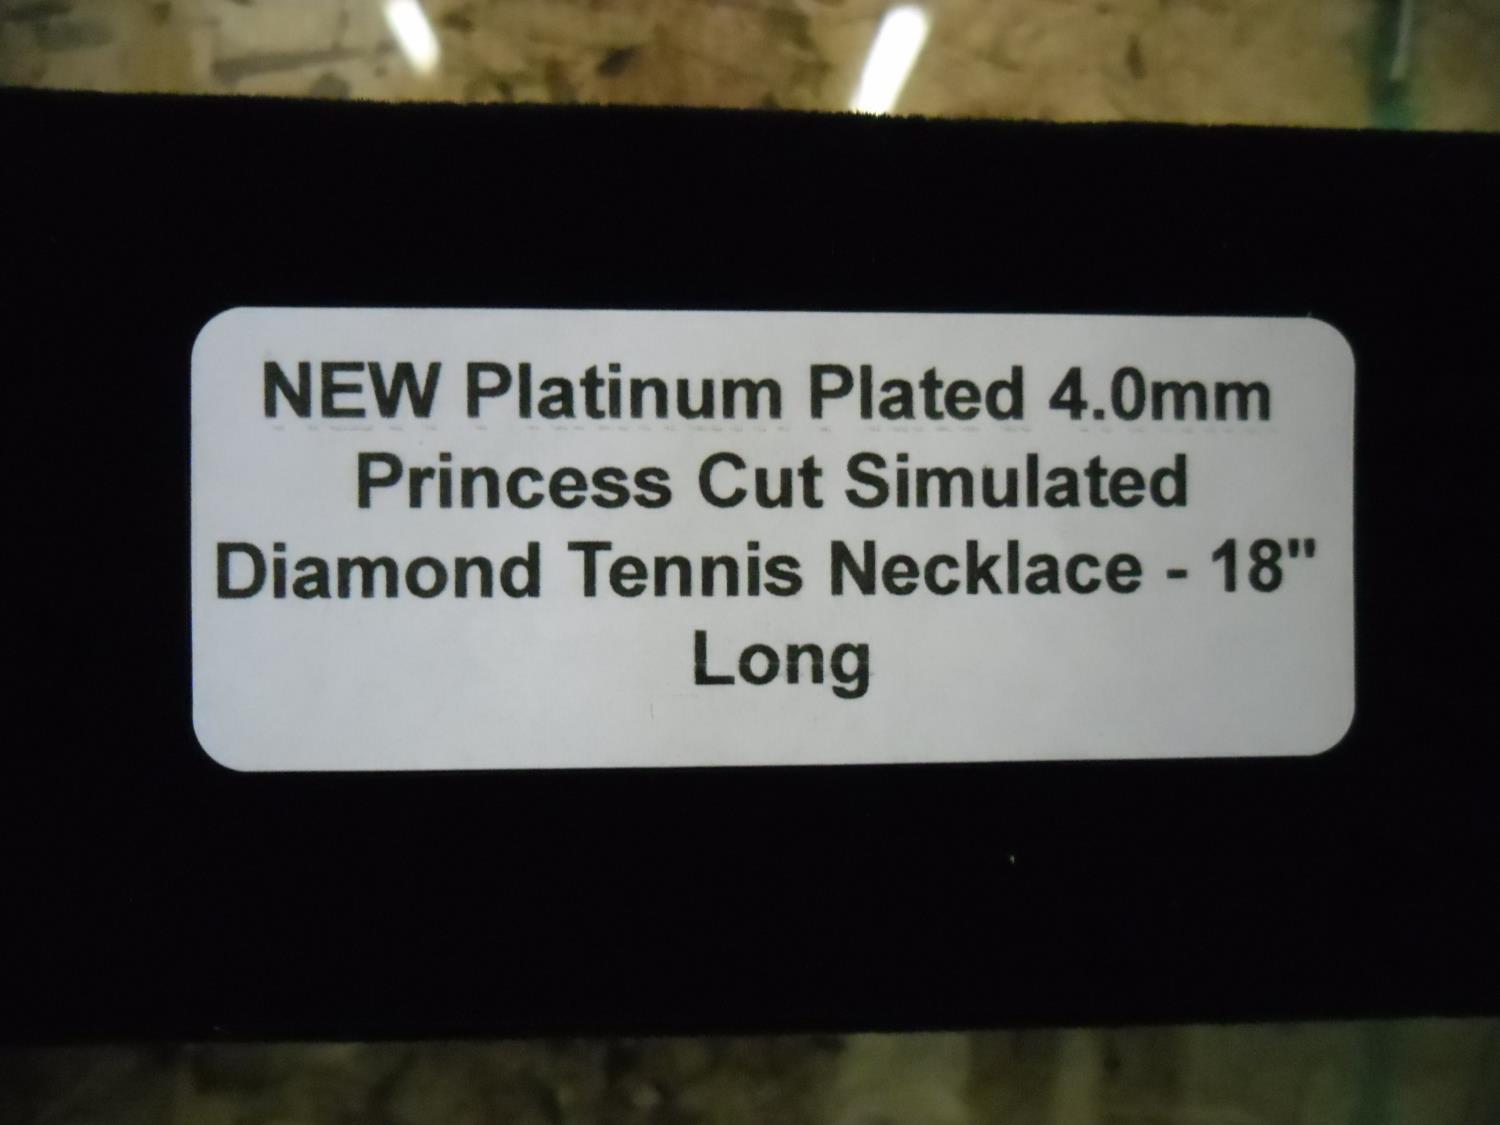 NEW Platinum Plated 4.0mm
Princess Cut Simulated
Diamond Tennis Necklace - 18"
Long